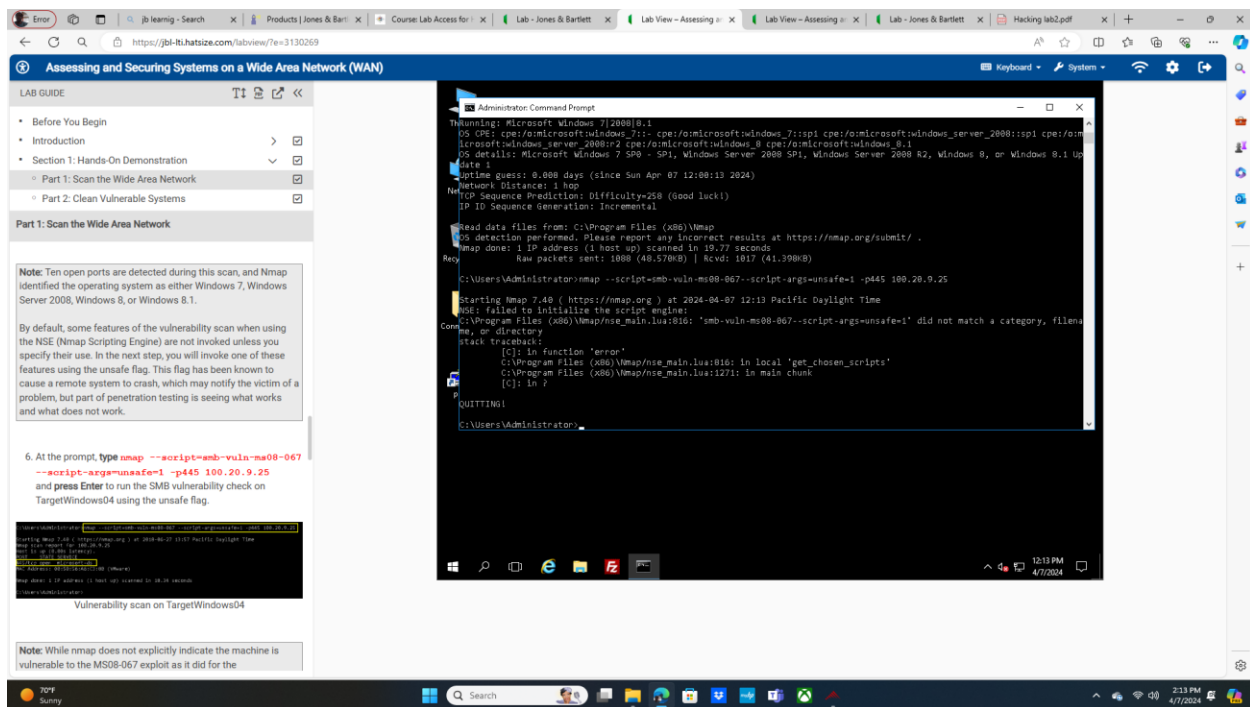 Error
jb learnig - Search
Products | Jones & Bart
Course: Lab Access for
Lab - Jones & Bartlett
Lab View – Assessing ar
Lab View – Assessing ar
Lab - Jones & Bartlett
Hacking lab2.pdf
https://jbl-lti.hatsize.com/labview/?e=3130269
Assessing and Securing Systems on a Wide Area Network (WAN)
Keyboard
System
LAB GUIDE
Before You Begin
Introduction
Section 1: Hands-On Demonstration
Part 1: Scan the Wide Area Network
Part 2: Clean Vulnerable Systems
Part 1: Scan the Wide Area Network
Note: Ten open ports are detected during this scan, and Nmap
identified the operating system as either Windows 7, Windows
Server 2008, Windows 8, or Windows 8.1.
By default, some features of the vulnerability scan when using
the NSE (Nmap Scripting Engine) are not invoked unless you
specify their use. In the next step, you will invoke one of these
features using the unsafe flag. This flag has been known to
cause a remote system to crash, which may notify the victim of a
problem, but part of penetration testing is seeing what works
and what does not work.
6. At the prompt, type nmap --script=smb-vuln-ms08-067
--script-args=unsafe=1 -p445 100.20.9.25
and press Enter to run the SMB vulnerability check on
TargetWindows04 using the unsafe flag.
Vulnerability scan on TargetWindows04
Note: While nmap does not explicitly indicate the machine is
vulnerable to the MS08-067 exploit as it did for the
Administrator: Command Prompt
Running: Microsoft Windows 7|2008|8.1
OS CPE: cpe:/o:microsoft:windows_7::- cpe:/o:microsoft:windows_7::sp1 cpe:/o:microsoft:windows_server_2008::sp1 cpe:/o:m
icrosoft:windows_server_2008:r2 cpe:/o:microsoft:windows_8 cpe:/o:microsoft:windows_8.1
OS details: Microsoft Windows 7 SP0 - SP1, Windows Server 2008 SP1, Windows Server 2008 R2, Windows 8, or Windows 8.1 Up
date 1
Uptime guess: 0.008 days (since Sun Apr 07 12:00:13 2024)
Network Distance: 1 hop
TCP Sequence Prediction: Difficulty=258 (Good luck!)
IP ID Sequence Generation: Incremental
Read data files from: C:\Program Files (x86)\Nmap
OS detection performed. Please report any incorrect results at https://nmap.org/submit/ .
Nmap done: 1 IP address (1 host up) scanned in 19.77 seconds
Raw packets sent: 1088 (48.570KB) | Rcvd: 1017 (41.398KB)
C:\Users\Administrator>nmap --script=smb-vuln-ms08-067--script-args=unsafe=1 -p445 100.20.9.25
Starting Nmap 7.40 ( https://nmap.org ) at 2024-04-07 12:13 Pacific Daylight Time
NSE: failed to initialize the script engine:
C:\Program Files (x86)\Nmap/nse_main.lua:816: 'smb-vuln-ms08-067--script-args=unsafe=1' did not match a category, filena
me, or directory
stack traceback:
[C]: in function 'error'
C:\Program Files (x86)\Nmap/nse_main.lua:816: in local 'get_chosen_scripts'
C:\Program Files (x86)\Nmap/nse_main.lua:1271: in main chunk
[C]: in ?
QUITTING!
C:\Users\Administrator>
12:13 PM
4/7/2024
70°F
Sunny
Search
2:13 PM
4/7/2024